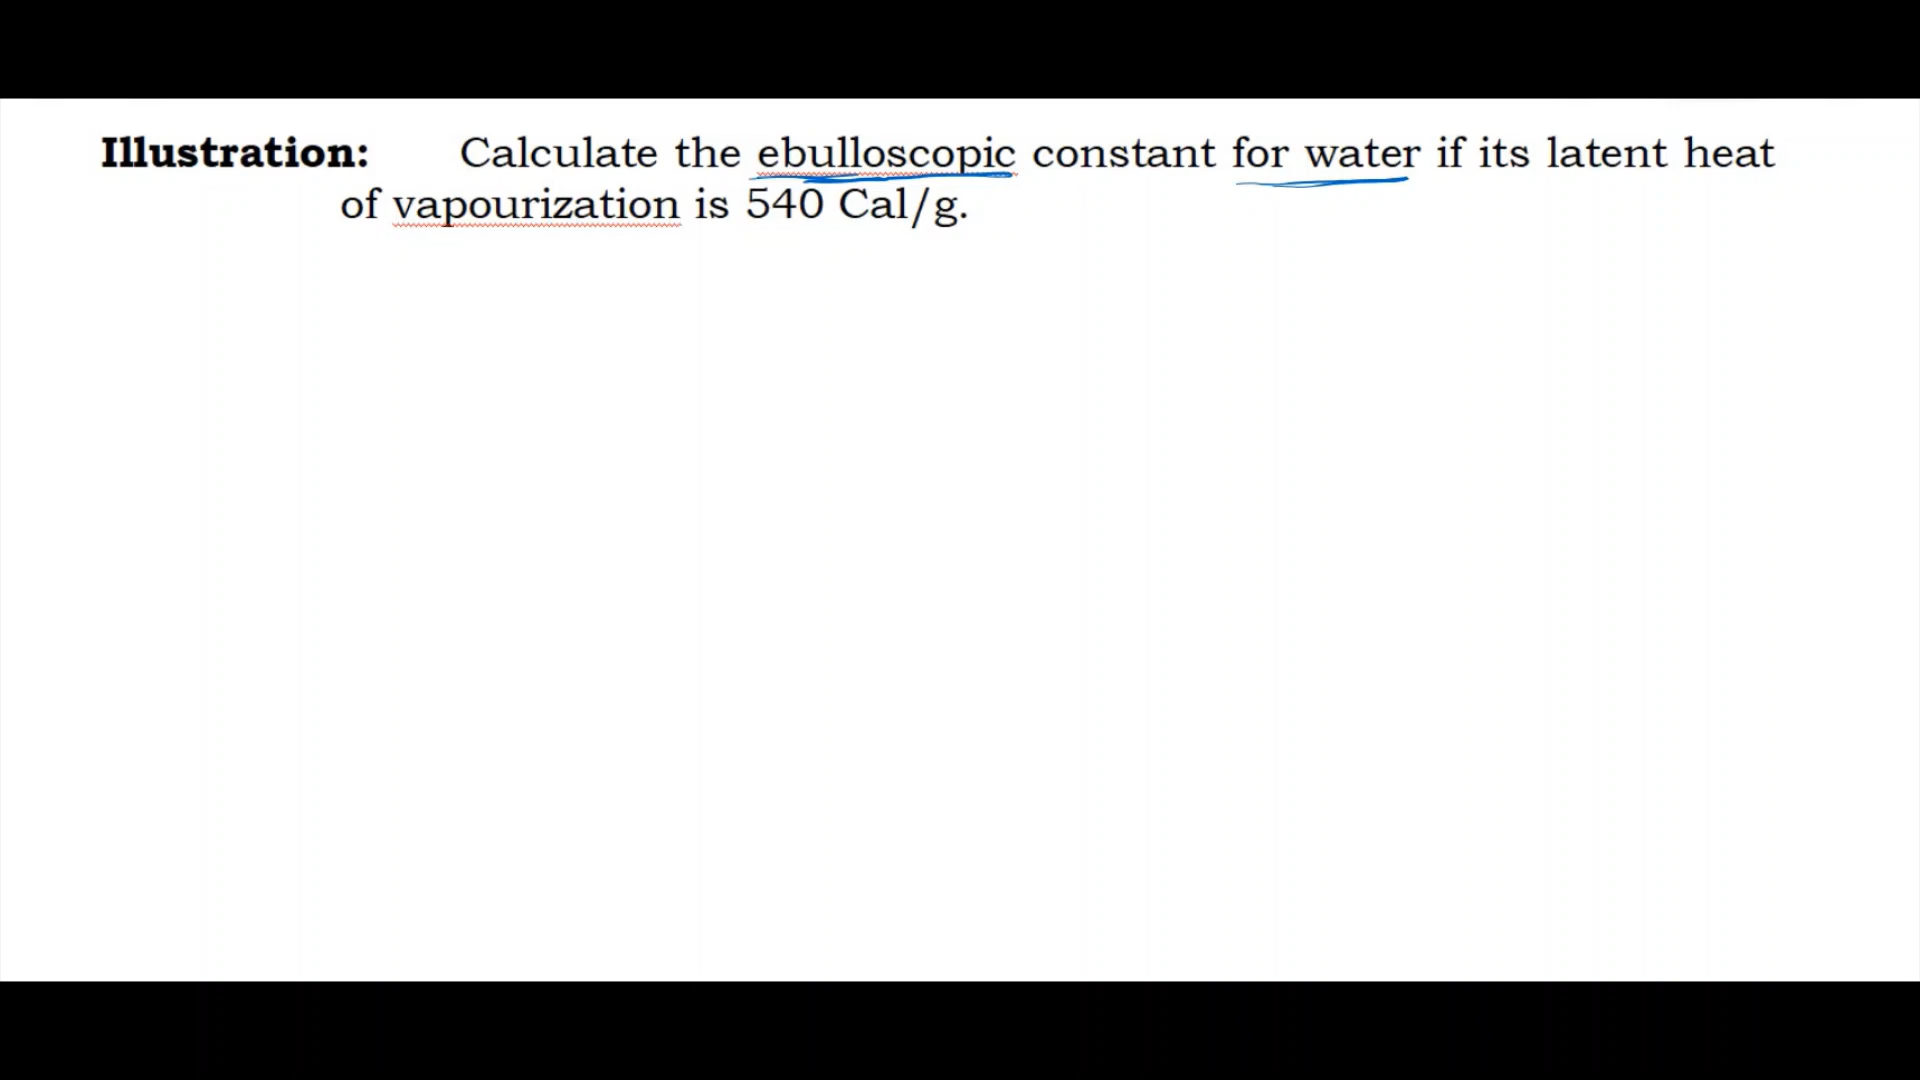 Illustration: Calculate the ebulloscopic constant for water if its latent heat
of vapourization is 540 Cal/g.